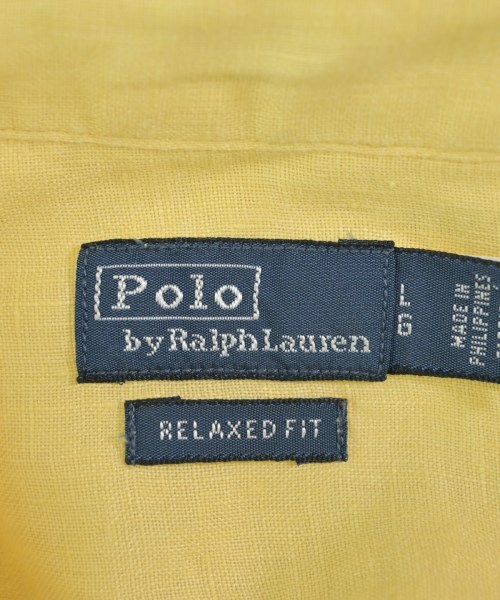 Polo
by Ralph Lauren
L
G
MADE IN
PHILIPPINES
RELAXED FIT